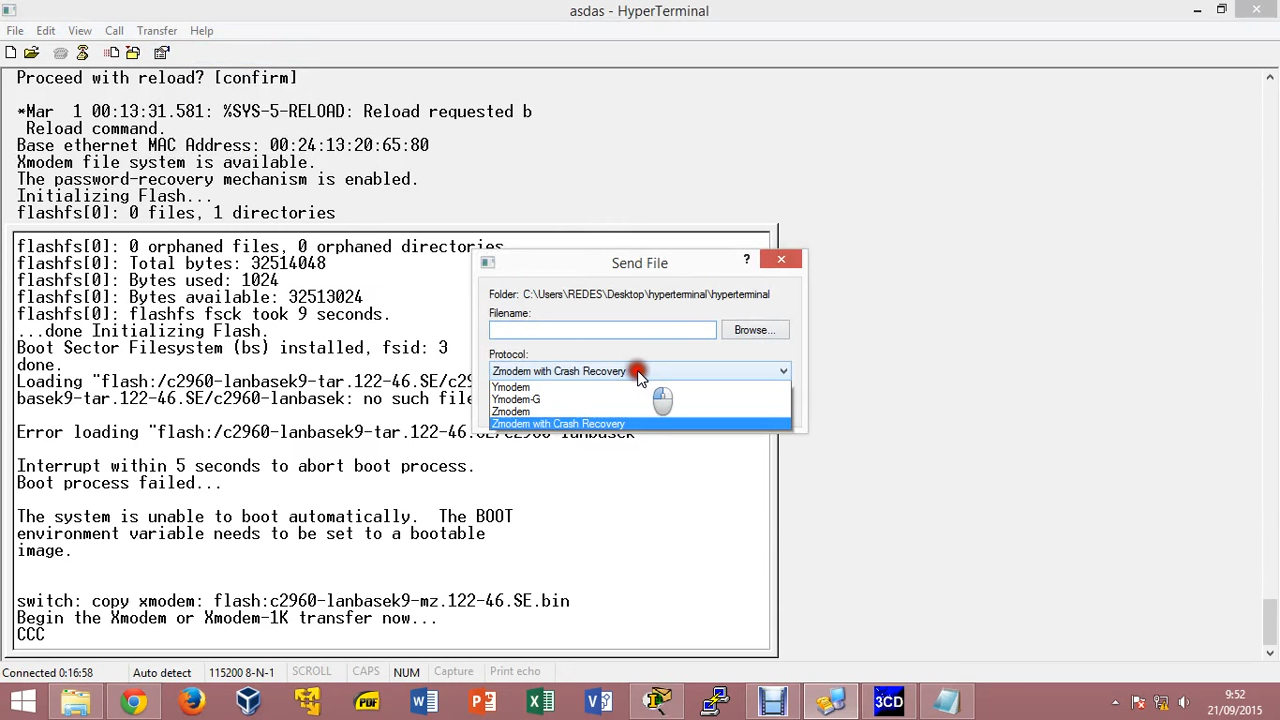 asdas - HyperTerminal
File Edit View Call Transfer Help
Proceed with reload? [confirm]
*Mar  1 00:13:31.581: %SYS-5-RELOAD: Reload requested b
 Reload command.
Base ethernet MAC Address: 00:24:13:20:65:80
Xmodem file system is available.
The password-recovery mechanism is enabled.
Initializing Flash...
flashfs[0]: 0 files, 1 directories
flashfs[0]: 0 orphaned files, 0 orphaned directories
flashfs[0]: Total bytes: 32514048
flashfs[0]: Bytes used: 1024
flashfs[0]: Bytes available: 32513024
flashfs[0]: flashfs fsck took 9 seconds.
...done Initializing Flash.
Boot Sector Filesystem (bs) installed, fsid: 3
done.
Loading "flash:/c2960-lanbasek9-tar.122-46.SE/c2
basek9-tar.122-46.SE/c2960-lanbasek: no such fil
Error loading "flash:/c2960-lanbasek9-tar.122-46.SE/c2960-lanbasek
Interrupt within 5 seconds to abort boot process.
Boot process failed...
The system is unable to boot automatically.  The BOOT
environment variable needs to be set to a bootable
image.
switch: copy xmodem: flash:c2960-lanbasek9-mz.122-46.SE.bin
Begin the Xmodem or Xmodem-1K transfer now...
CCC
Send File
?
Folder: C:\Users\REDES\Desktop\hyperterminal\hyperterminal
Filename:
Browse...
Protocol:
Zmodem with Crash Recovery
Ymodem
Ymodem-G
Zmodem
Zmodem with Crash Recovery
Connected 0:16:58 Auto detect 115200 8-N-1 SCROLL CAPS NUM Capture Print echo
PDF
3CD
9:52
21/09/2015